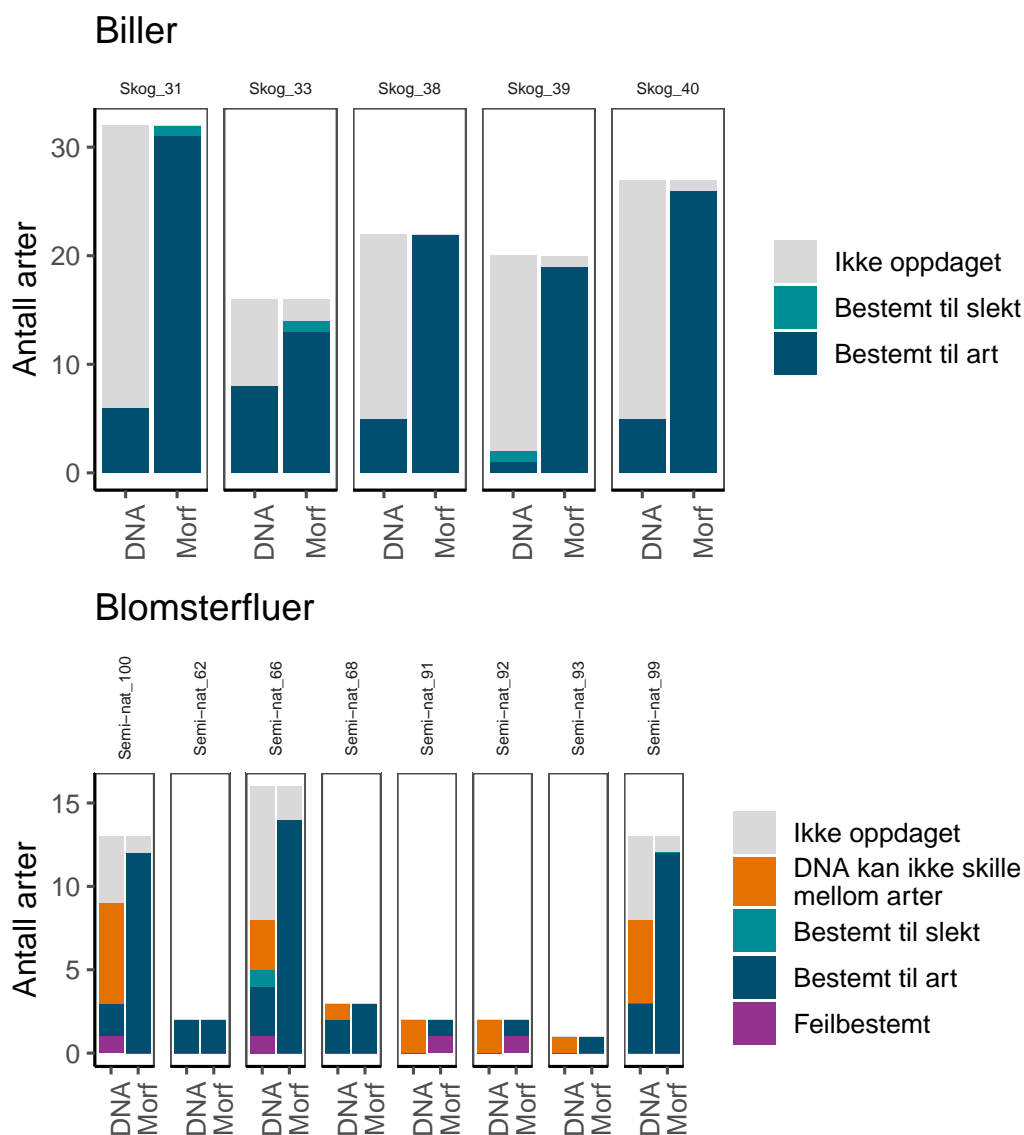 Biller
Skog_31 Skog_33 Skog_38 Skog_39 Skog_40
30
20
10
0
Antall arter
DNA Morf DNA Morf DNA Morf DNA Morf DNA Morf
Ikke oppdaget
Bestemt til slekt
Bestemt til art
Blomsterfluer
Semi−nat_100 Semi−nat_62 Semi−nat_66 Semi−nat_68 Semi−nat_91 Semi−nat_92 Semi−nat_93 Semi−nat_99
15
10
5
0
Antall arter
DNA Morf DNA Morf DNA Morf DNA Morf DNA Morf DNA Morf DNA Morf DNA Morf
Ikke oppdaget
DNA kan ikke skille
mellom arter
Bestemt til slekt
Bestemt til art
Feilbestemt